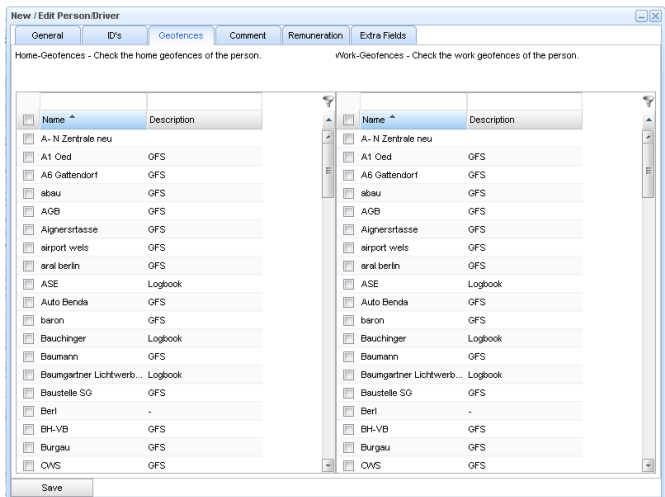 New / Edit Person/Driver
General ID's Geofences Comment Remuneration Extra Fields
Home-Geofences - Check the home geofences of the person.
Work-Geofences - Check the work geofences of the person.
Name Description
A- N Zentrale neu
A1 Oed GFS
A6 Gattendorf GFS
abau GFS
AGB GFS
Aignersrtasse GFS
airport wels GFS
aral berlin GFS
ASE Logbook
Auto Benda GFS
baron GFS
Bauchinger Logbook
Baumann GFS
Baumgartner Lichtwerb... Logbook
Baustelle SG GFS
Berl -
BH-VB GFS
Burgau GFS
CWS GFS
Name Description
A- N Zentrale neu
A1 Oed GFS
A6 Gattendorf GFS
abau GFS
AGB GFS
Aignersrtasse GFS
airport wels GFS
aral berlin GFS
ASE Logbook
Auto Benda GFS
baron GFS
Bauchinger Logbook
Baumann GFS
Baumgartner Lichtwerb... Logbook
Baustelle SG GFS
Berl -
BH-VB GFS
Burgau GFS
CWS GFS
Save